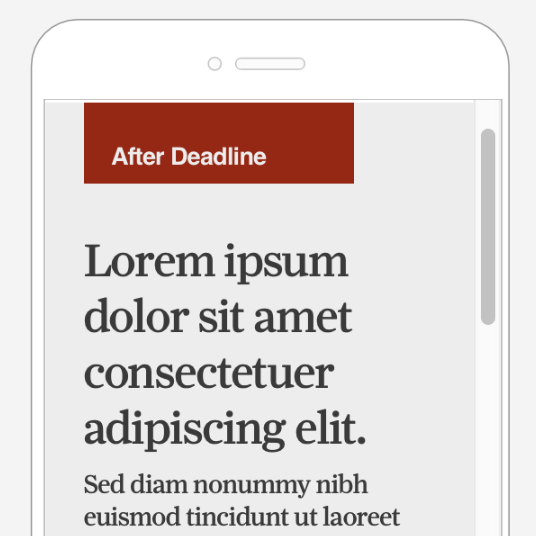 After Deadline
Lorem ipsum
dolor sit amet
consectetuer
adipiscing elit.
Sed diam nonummy nibh
euismod tincidunt ut laoreet